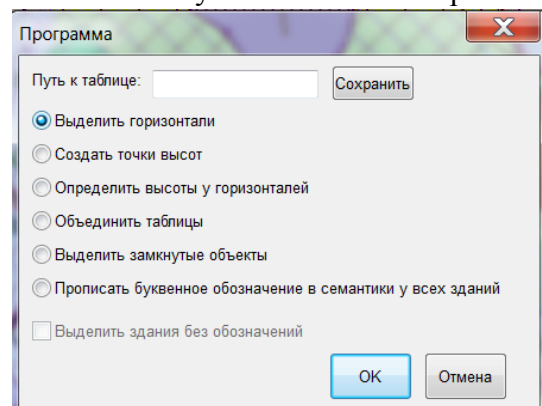 Программа
Путь к таблице: Сохранить
Выделить горизонтали
Создать точки высот
Определить высоты у горизонталей
Объединить таблицы
Выделить замкнутые объекты
Прописать буквенное обозначение в семантики у всех зданий
Выделить здания без обозначений
OK Отмена